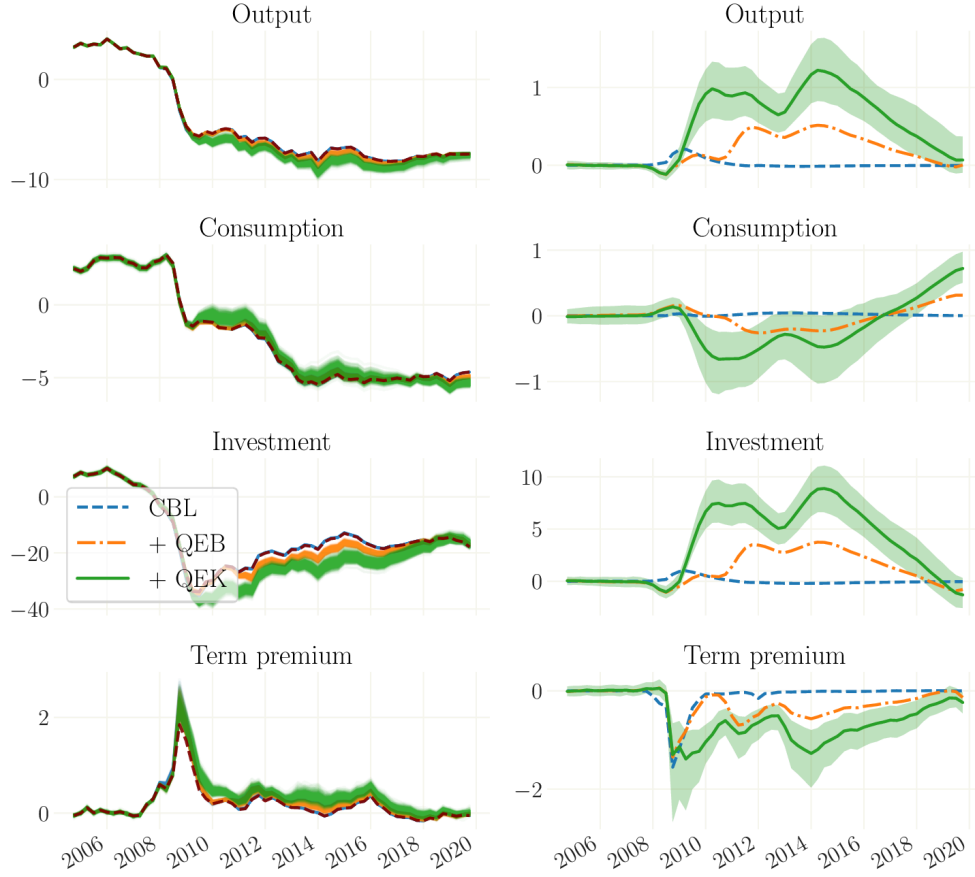 Output
Output
0
−10
1
0
Consumption
Consumption
0
−5
1
0
−1
Investment
Investment
0
−20
−40
CBL
+ QEB
+ QEK
10
5
0
Term premium
Term premium
2
0
0
−2
2006 2008 2010 2012 2014 2016 2018 2020
2006 2008 2010 2012 2014 2016 2018 2020